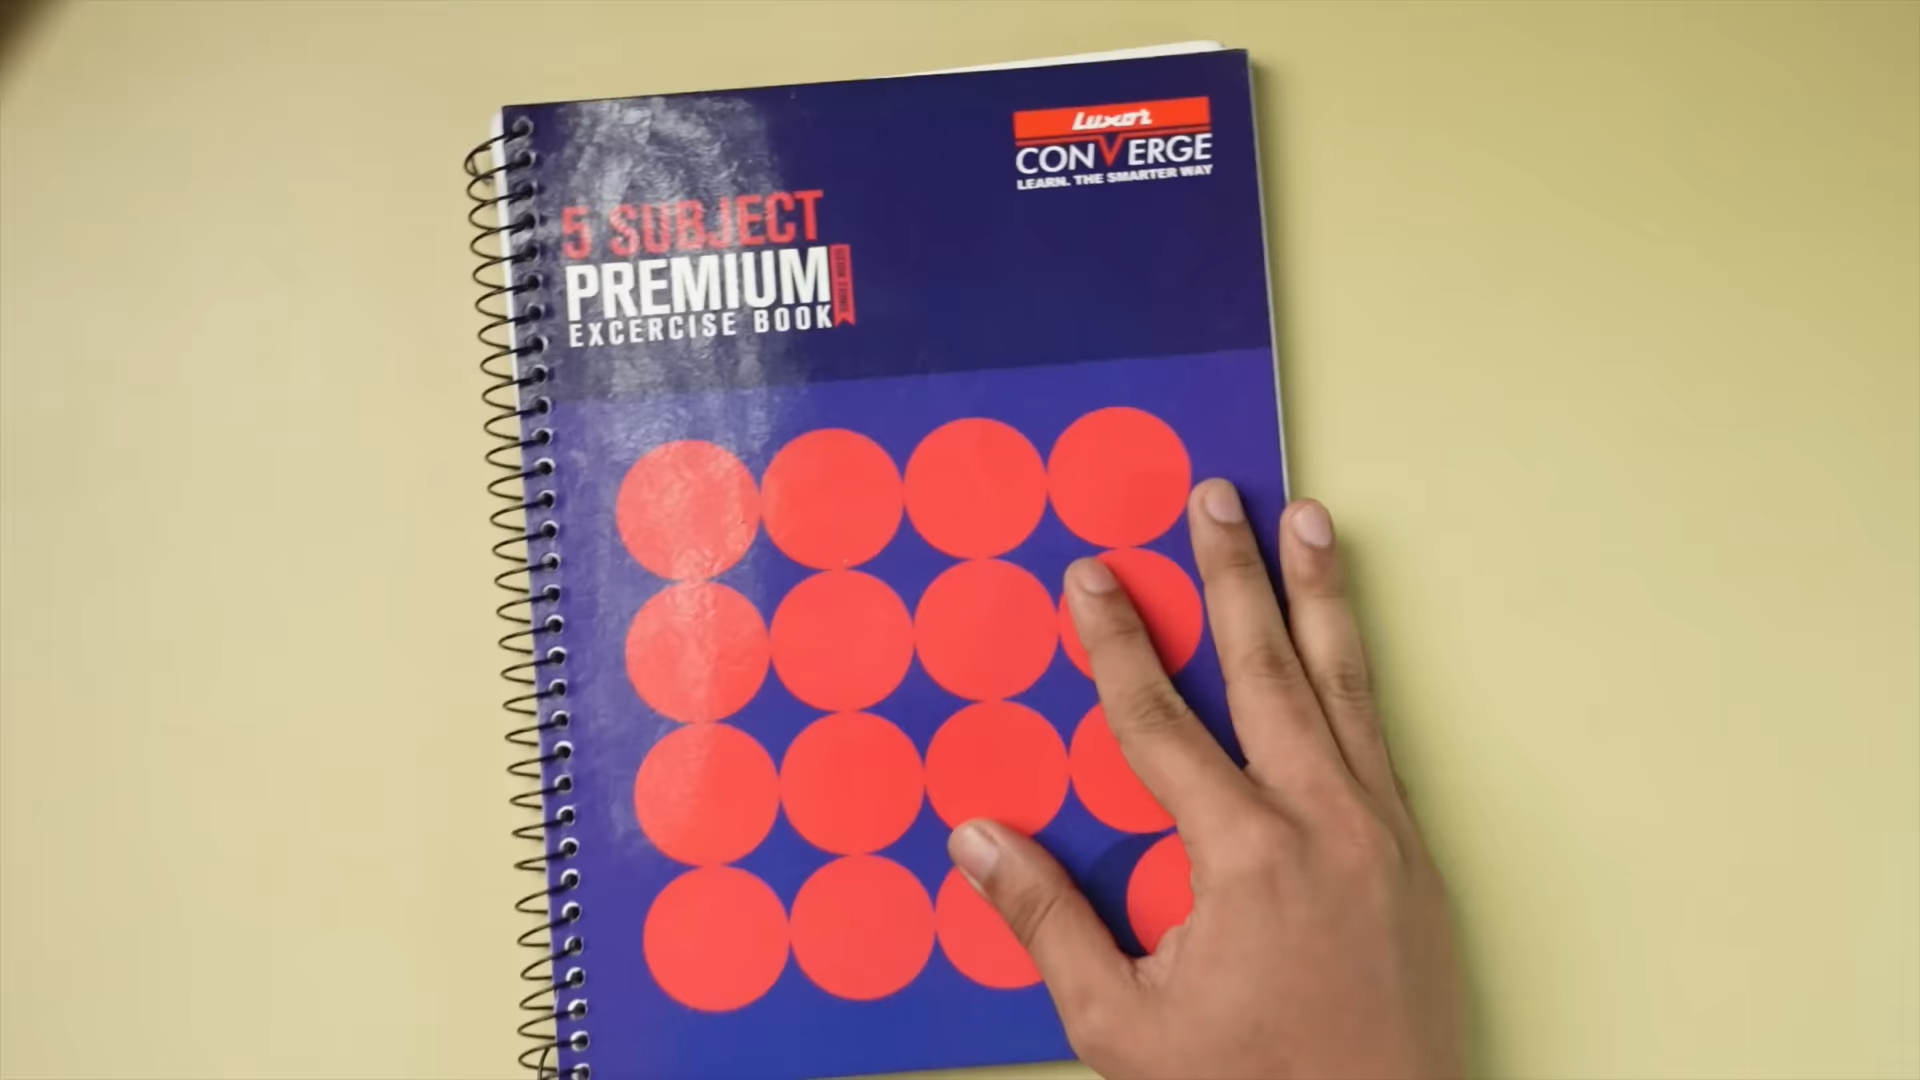 Luxor
CONVERGE
LEARN. THE SMARTER WAY
5 SUBJECT
PREMIUM
EXCERCISE BOOK